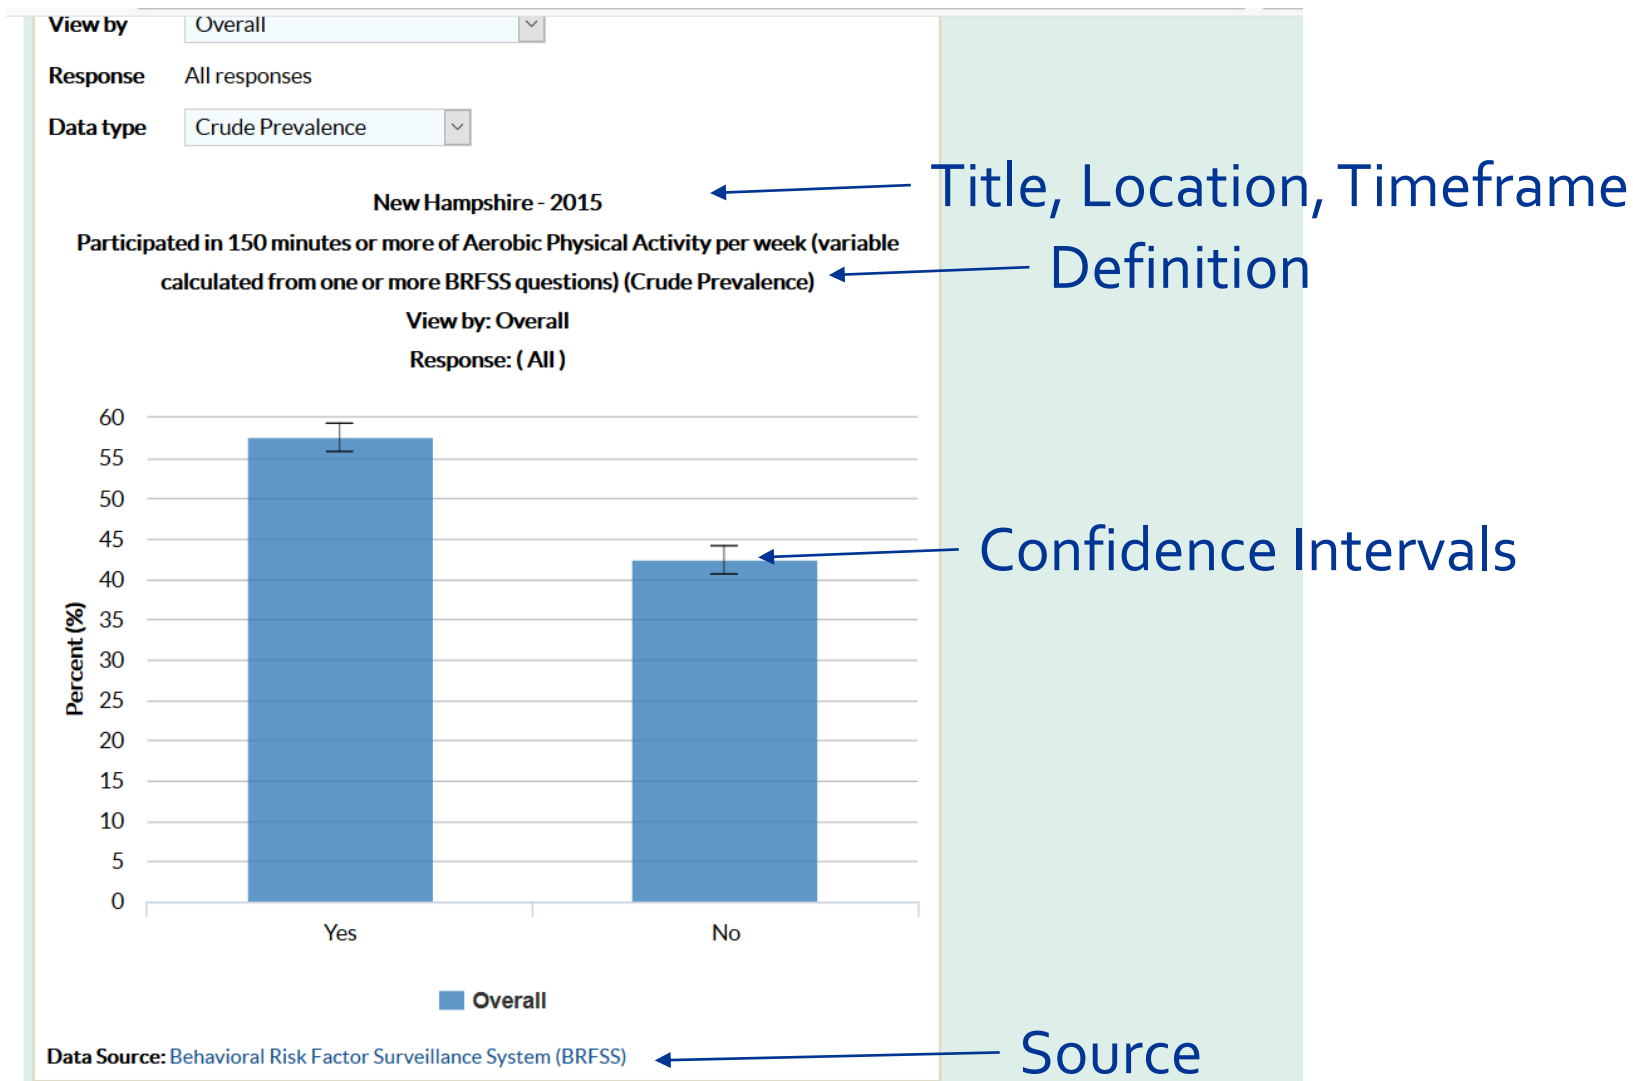 View by Overall
Response All responses
Data type Crude Prevalence
New Hampshire - 2015
Title, Location, Timeframe
Participated in 150 minutes or more of Aerobic Physical Activity per week (variable
calculated from one or more BRFSS questions) (Crude Prevalence)
Definition
View by: Overall
Response: ( All )
60
55
50
45
40
35
30
25
20
15
10
5
0
Percent (%)
Confidence Intervals
Yes No
Overall
Data Source: Behavioral Risk Factor Surveillance System (BRFSS)
Source